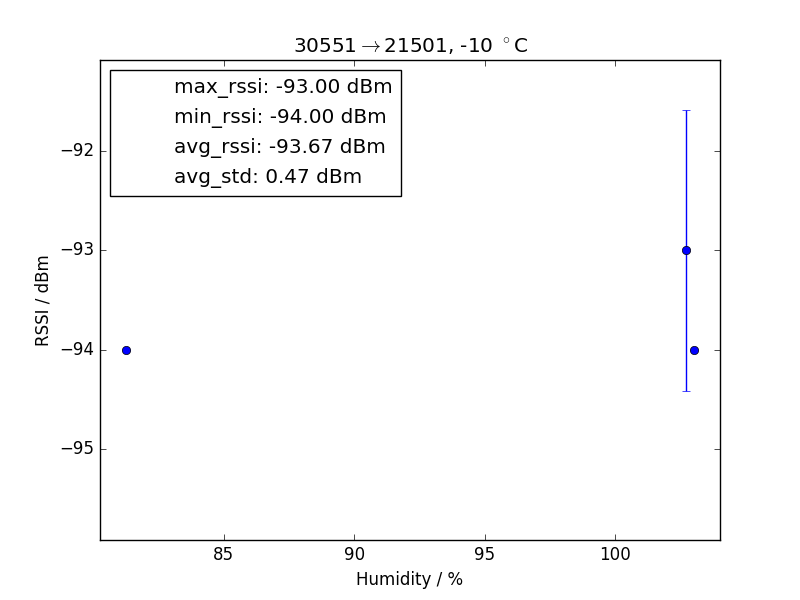 30551→21501, -10 °C
max_rssi: -93.00 dBm
min_rssi: -94.00 dBm
avg_rssi: -93.67 dBm
avg_std: 0.47 dBm
−92
−93
−94
−95
RSSI / dBm
85 90 95 100
Humidity / %